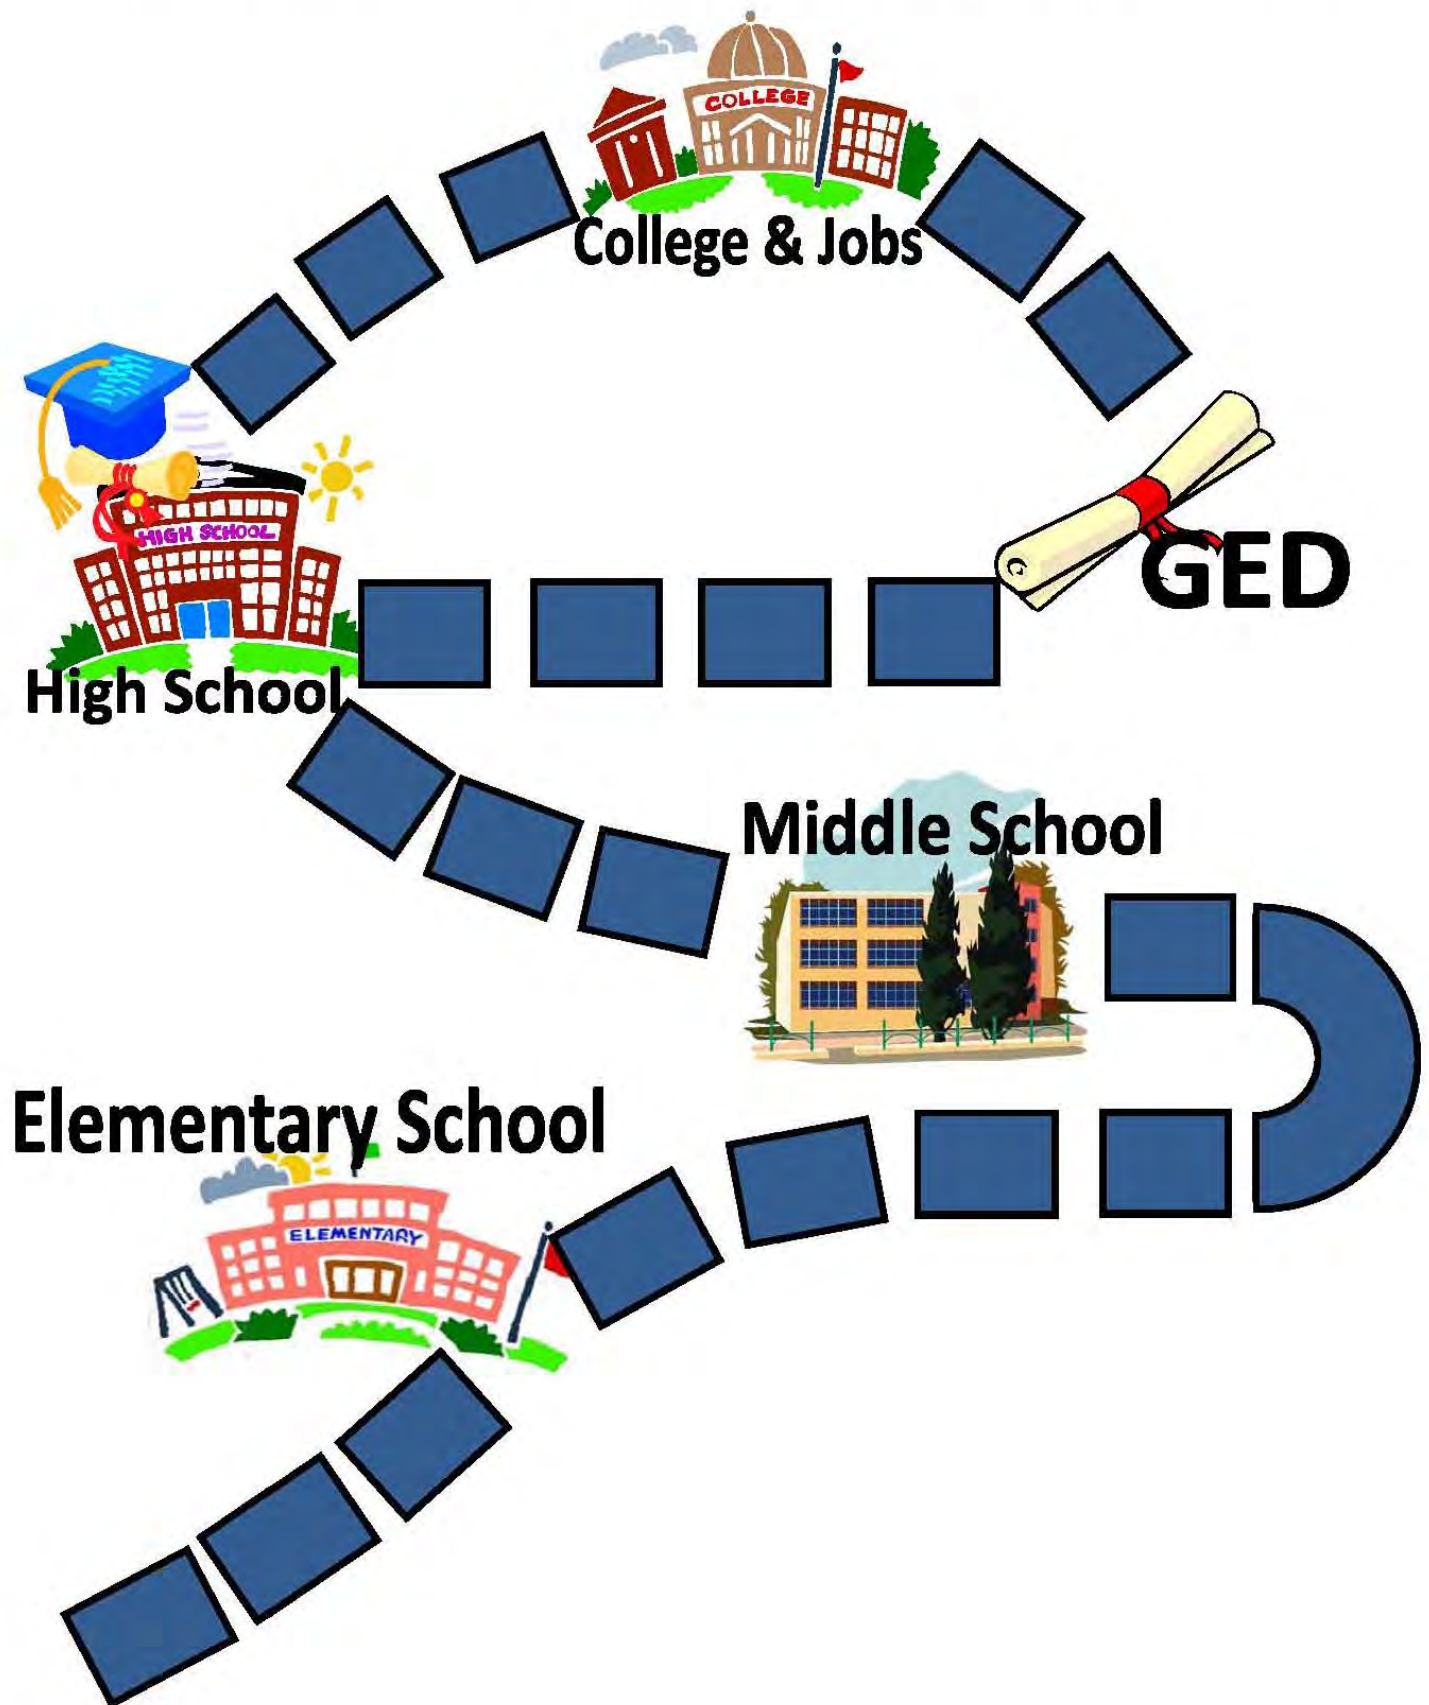 COLLEGE
College & Jobs
HIGH SCHOOL
GED
High School
Middle School
Elementary School
ELEMENTARY